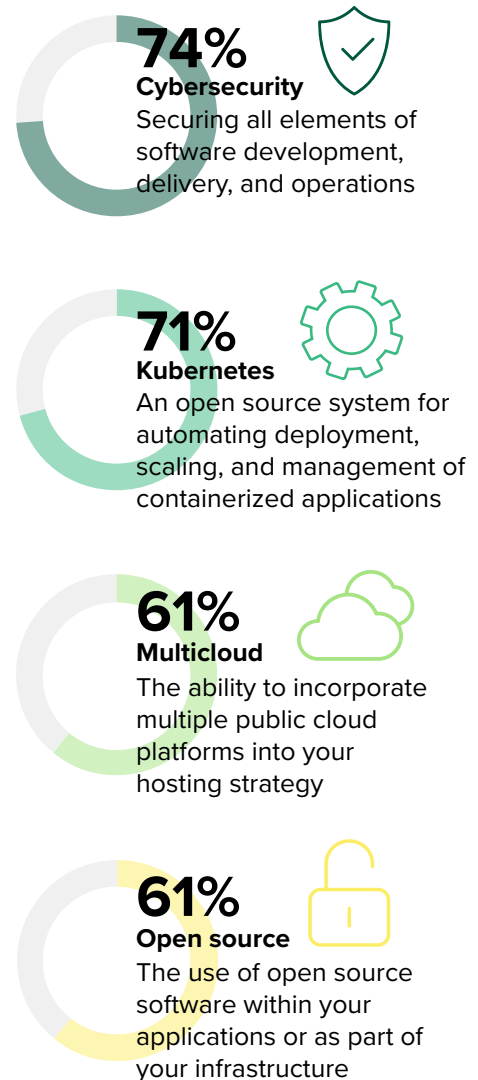 74%
Cybersecurity
Securing all elements of
software development,
delivery, and operations
71%
Kubernetes
An open source system for
automating deployment,
scaling, and management of
containerized applications
61%
Multicloud
The ability to incorporate
multiple public cloud
platforms into your
hosting strategy
61%
Open source
The use of open source
software within your
applications or as part of
your infrastructure